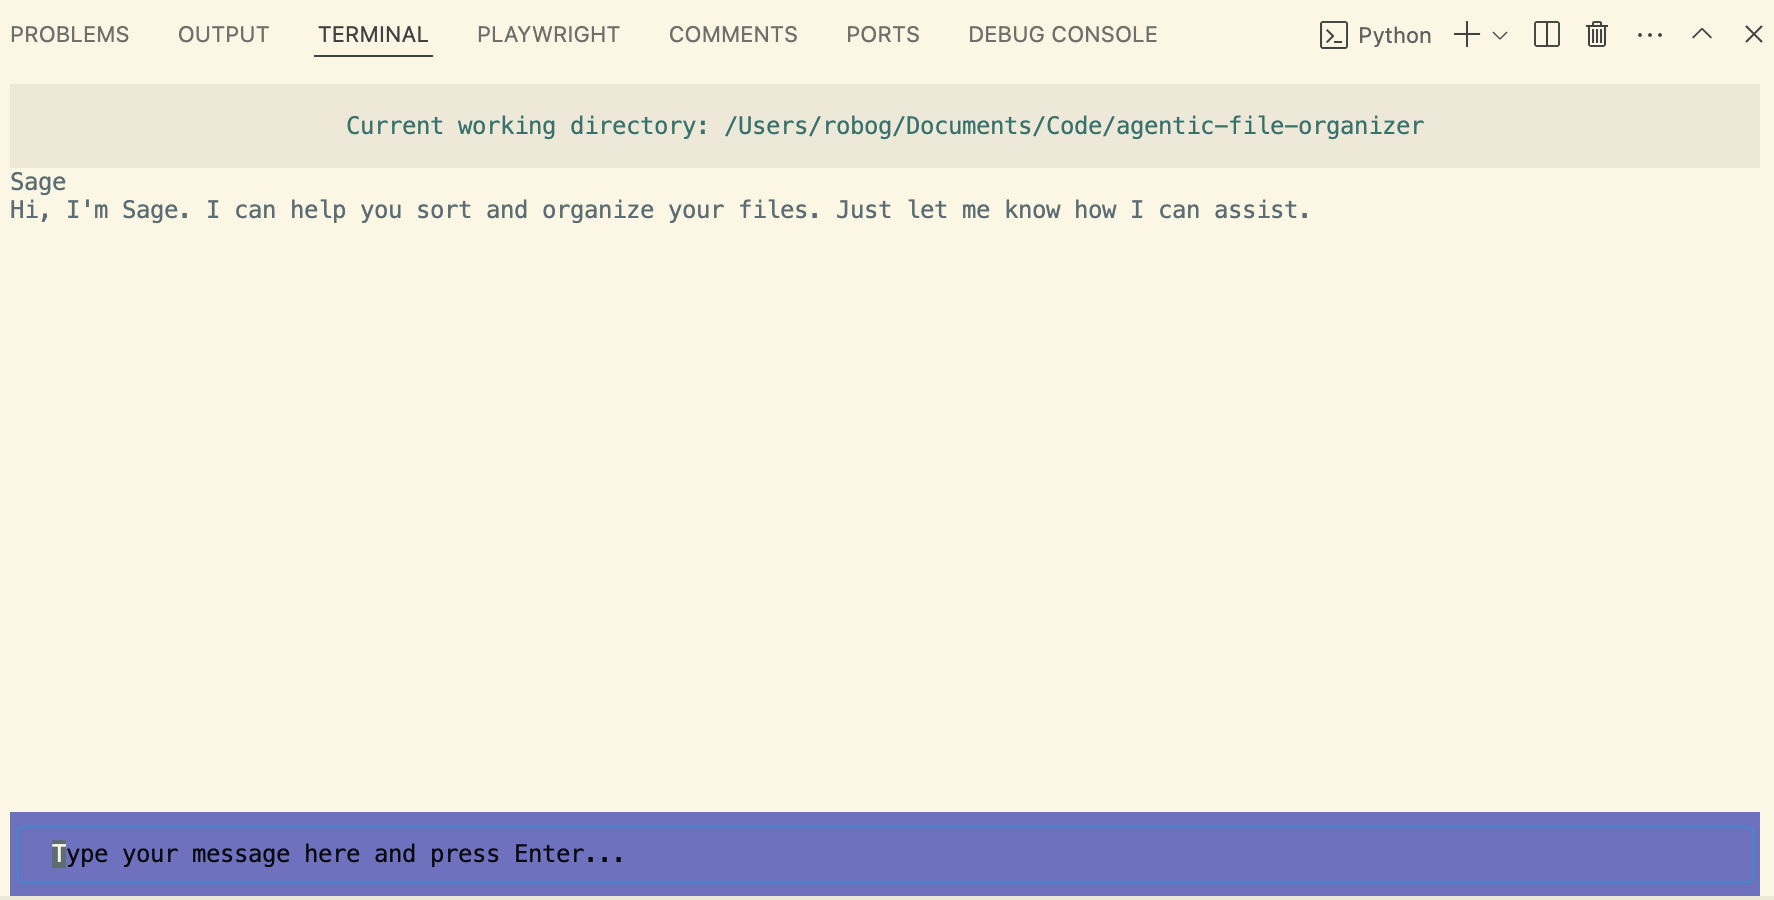 PROBLEMS OUTPUT TERMINAL PLAYWRIGHT COMMENTS PORTS DEBUG CONSOLE Python
Current working directory: /Users/robog/Documents/Code/agentic-file-organizer
Sage
Hi, I'm Sage. I can help you sort and organize your files. Just let me know how I can assist.
Type your message here and press Enter...